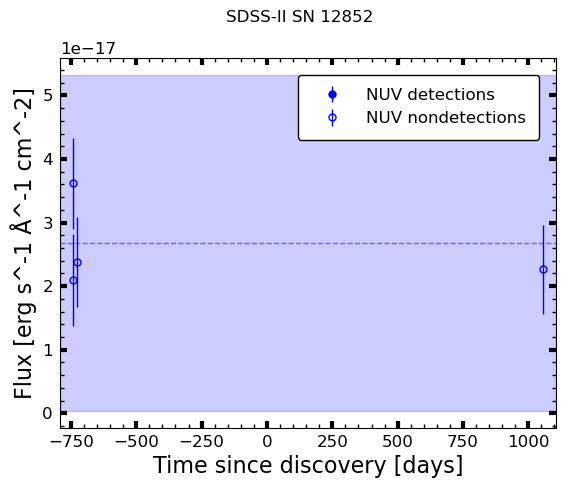 SDSS-II SN 12852
1e−17
NUV detections
NUV nondetections
5
4
3
2
1
0
Flux [erg s^-1 Å^-1 cm^-2]
−750 −500 −250 0 250 500 750 1000
Time since discovery [days]